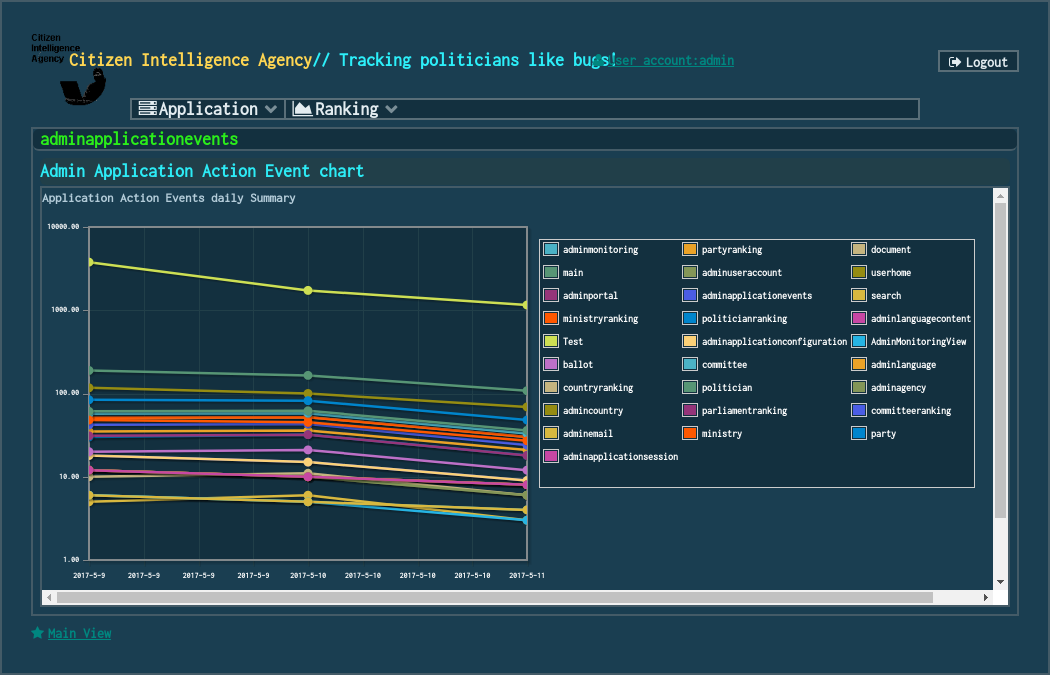 Citizen
Intelligence
Agency
Citizen Intelligence Agency// Tracking politicians like bugs!
User account:admin
Logout
Application
Ranking
adminapplicationevents
Admin Application Action Event chart
Application Action Events daily Summary
10000.00
1000.00
100.00
10.00
1.00
2017-5-9 2017-5-9 2017-5-9 2017-5-9 2017-5-10 2017-5-10 2017-5-10 2017-5-10 2017-5-11
adminmonitoring partyranking document
main adminuseraccount userhome
adminportal adminapplicationevents search
ministryranking politicianranking adminlanguagecontent
Test adminapplicationconfiguration AdminMonitoringView
ballot committee adminlanguage
countryranking politician adminagency
admincountry parliamentranking committeeranking
adminemail ministry party
adminapplicationsession
Main View